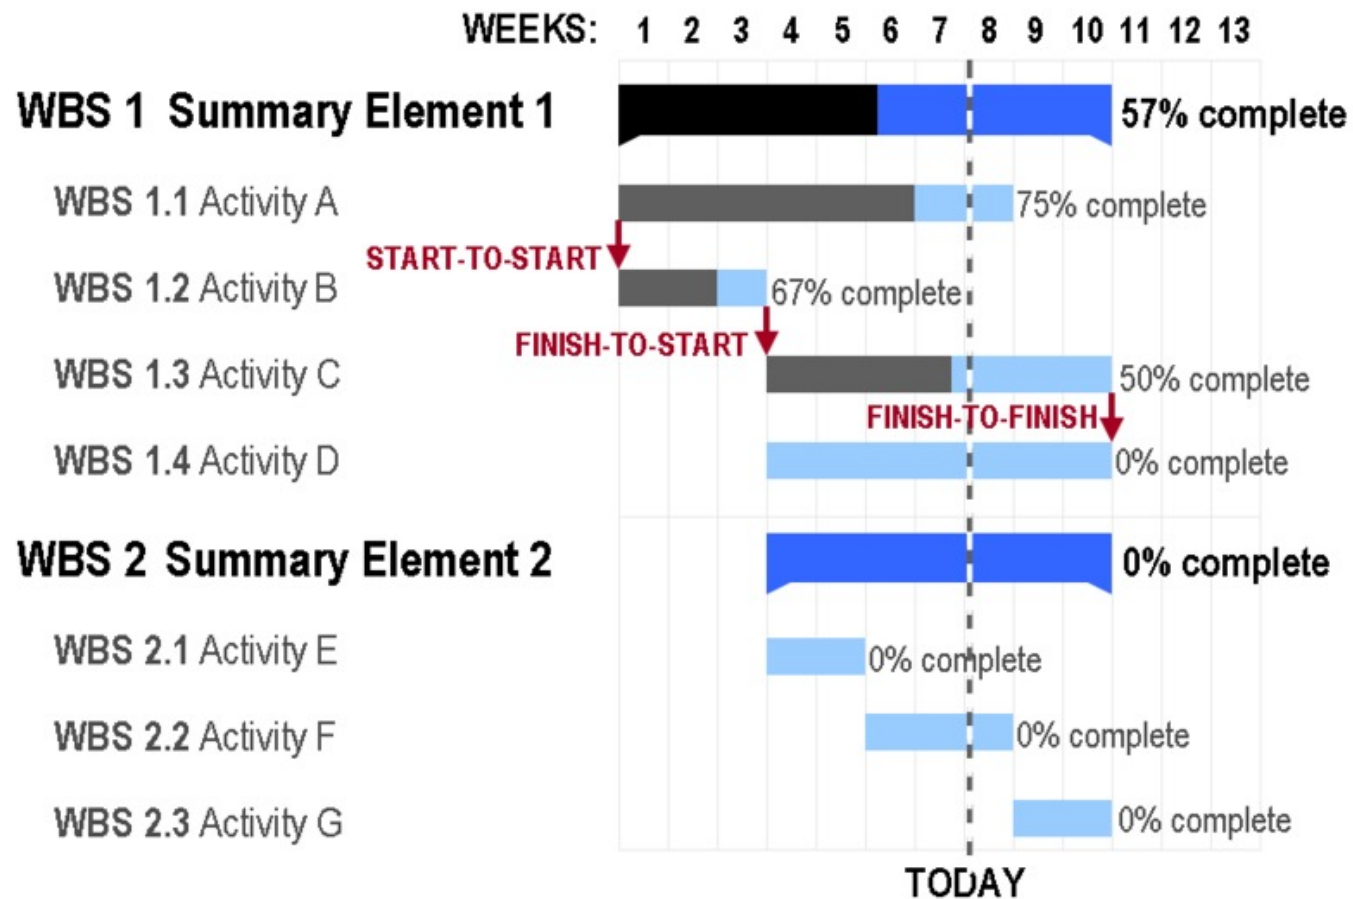 WEEKS: 1 2 3 4 5 6 7 8 9 10 11 12 13
WBS 1 Summary Element 1 57% complete
WBS 1.1 Activity A 75% complete
START-TO-START
WBS 1.2 Activity B 67% complete
FINISH-TO-START
WBS 1.3 Activity C 50% complete
FINISH-TO-FINISH
WBS 1.4 Activity D 0% complete
WBS 2 Summary Element 2 0% complete
WBS 2.1 Activity E 0% complete
WBS 2.2 Activity F 0% complete
WBS 2.3 Activity G 0% complete
TODAY